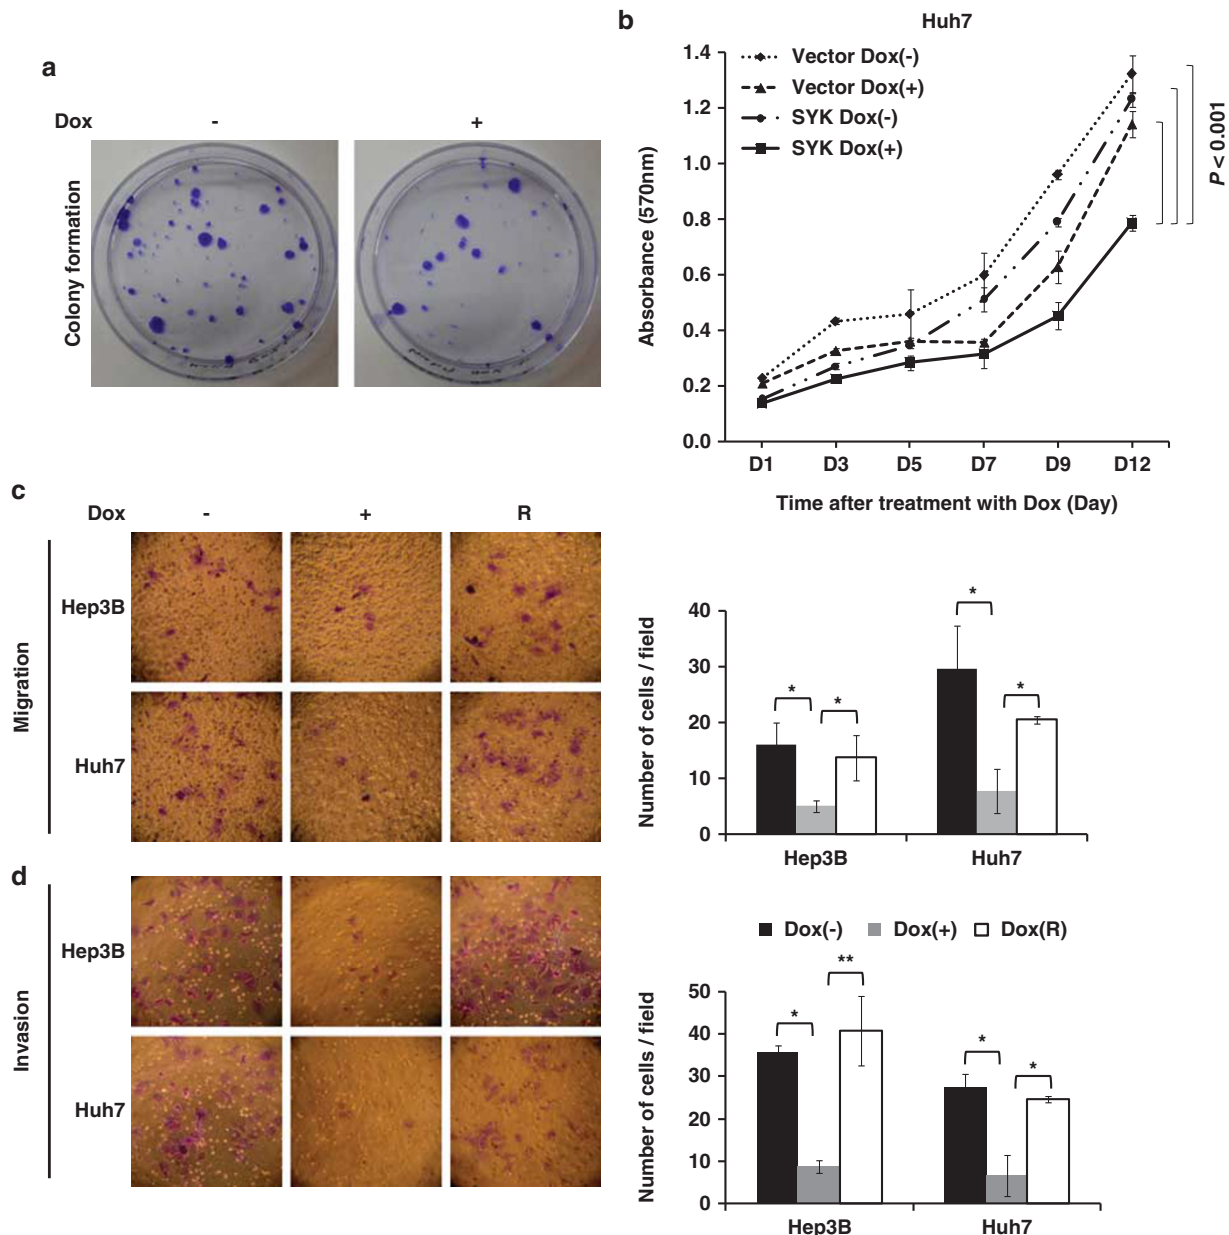 a
Dox - +
Colony formation
b
Huh7
Vector Dox(-)
Vector Dox(+)
SYK Dox(-)
SYK Dox(+)
Absorbance (570nm)
1.4
1.2
1.0
0.8
0.6
0.4
0.2
0.0
D1 D3 D5 D7 D9 D12
Time after treatment with Dox (Day)
P < 0.001
c
Dox - + R
Migration
Hep3B
Huh7
Number of cells / field
40
30
20
10
0
* * * *
Hep3B Huh7
d
Invasion
Hep3B
Huh7
Dox(-) Dox(+) Dox(R)
Number of cells / field
50
40
30
20
10
0
* ** * *
Hep3B Huh7